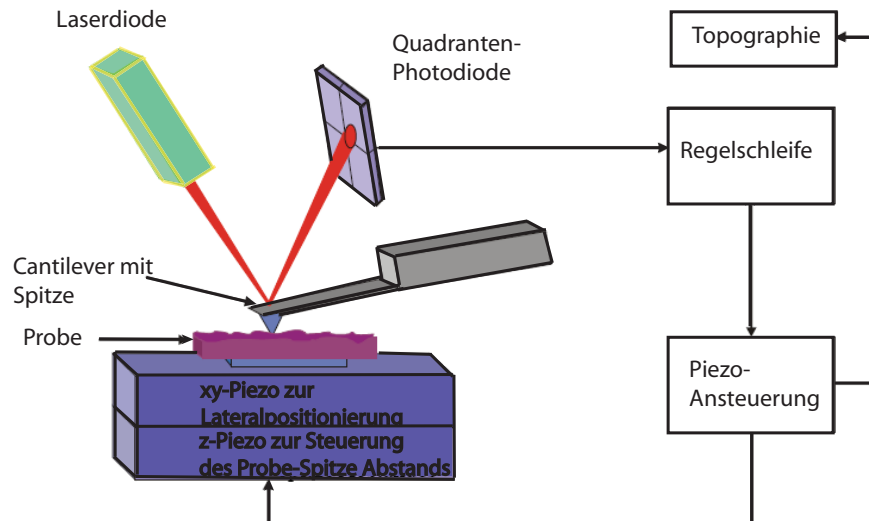 Laserdiode
Quadranten-
Photodiode
Topographie
Regelschleife
Cantilever mit
Spitze
Probe
xy-Piezo zur
Lateralpositionierung
z-Piezo zur Steuerung
des Probe-Spitze Abstands
Piezo-
Ansteuerung